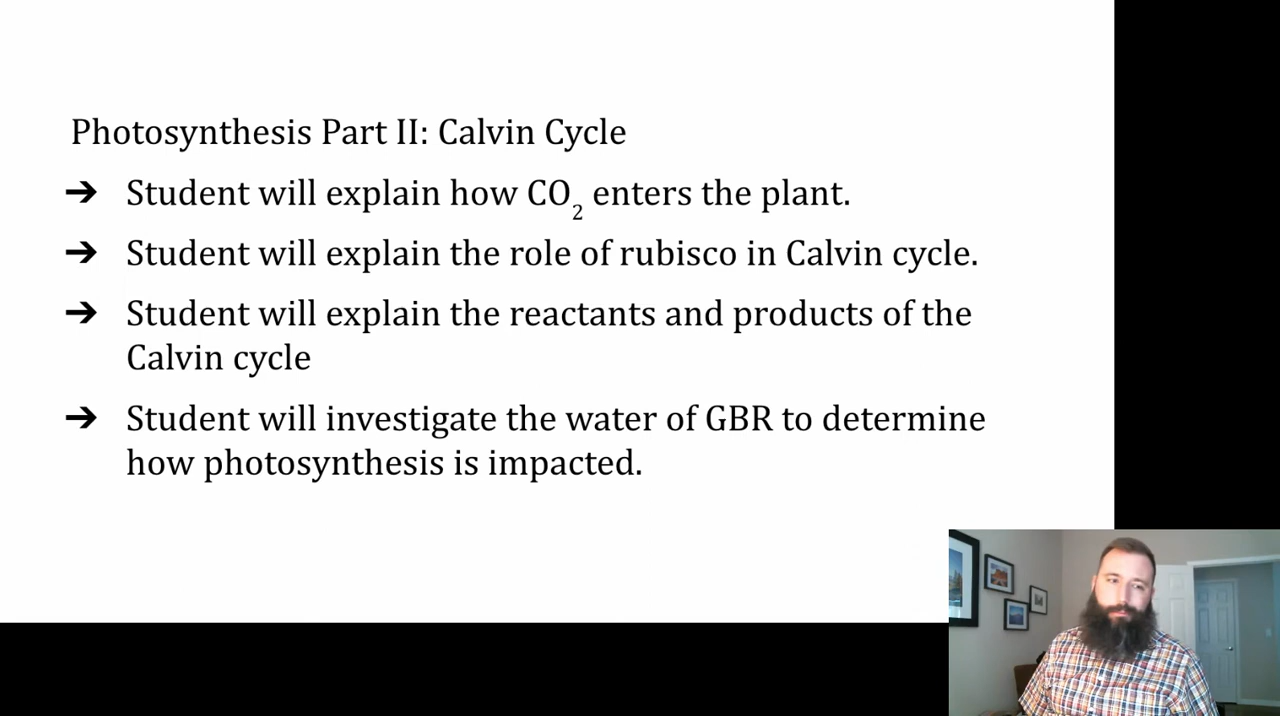 Photosynthesis Part II: Calvin Cycle
➔ Student will explain how CO₂ enters the plant.
➔ Student will explain the role of rubisco in Calvin cycle.
➔ Student will explain the reactants and products of the
Calvin cycle
➔ Student will investigate the water of GBR to determine
how photosynthesis is impacted.